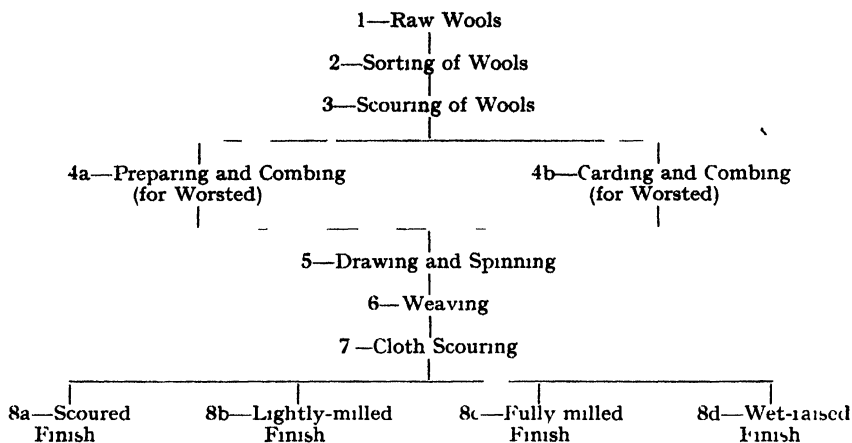 1—Raw Wools
2—Sorting of Wools
3—Scouring of Wools
4a—Preparing and Combing
(for Worsted)
4b—Carding and Combing
(for Worsted)
5—Drawing and Spinning
6—Weaving
7—Cloth Scouring
8a—Scoured
Finish
8b—Lightly-milled
Finish
8c—Fully milled
Finish
8d—Wet-raised
Finish